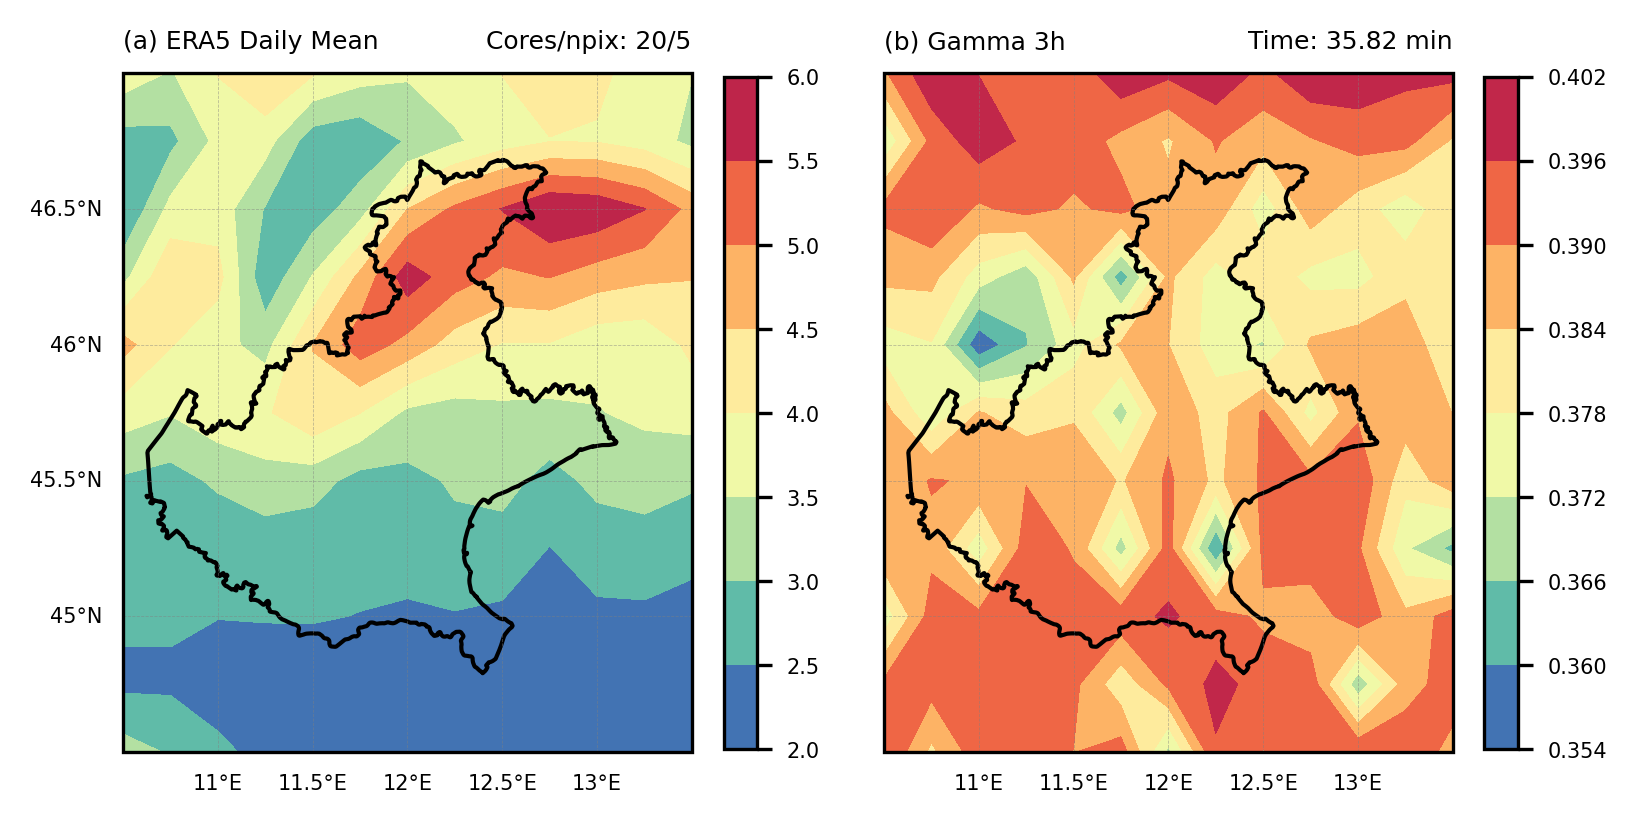 (a) ERA5 Daily Mean Cores/npix: 20/5
46.5°N
46°N
45.5°N
45°N
11°E 11.5°E 12°E 12.5°E 13°E
6.0
5.5
5.0
4.5
4.0
3.5
3.0
2.5
2.0
(b) Gamma 3h Time: 35.82 min
11°E 11.5°E 12°E 12.5°E 13°E
0.402
0.396
0.390
0.384
0.378
0.372
0.366
0.360
0.354